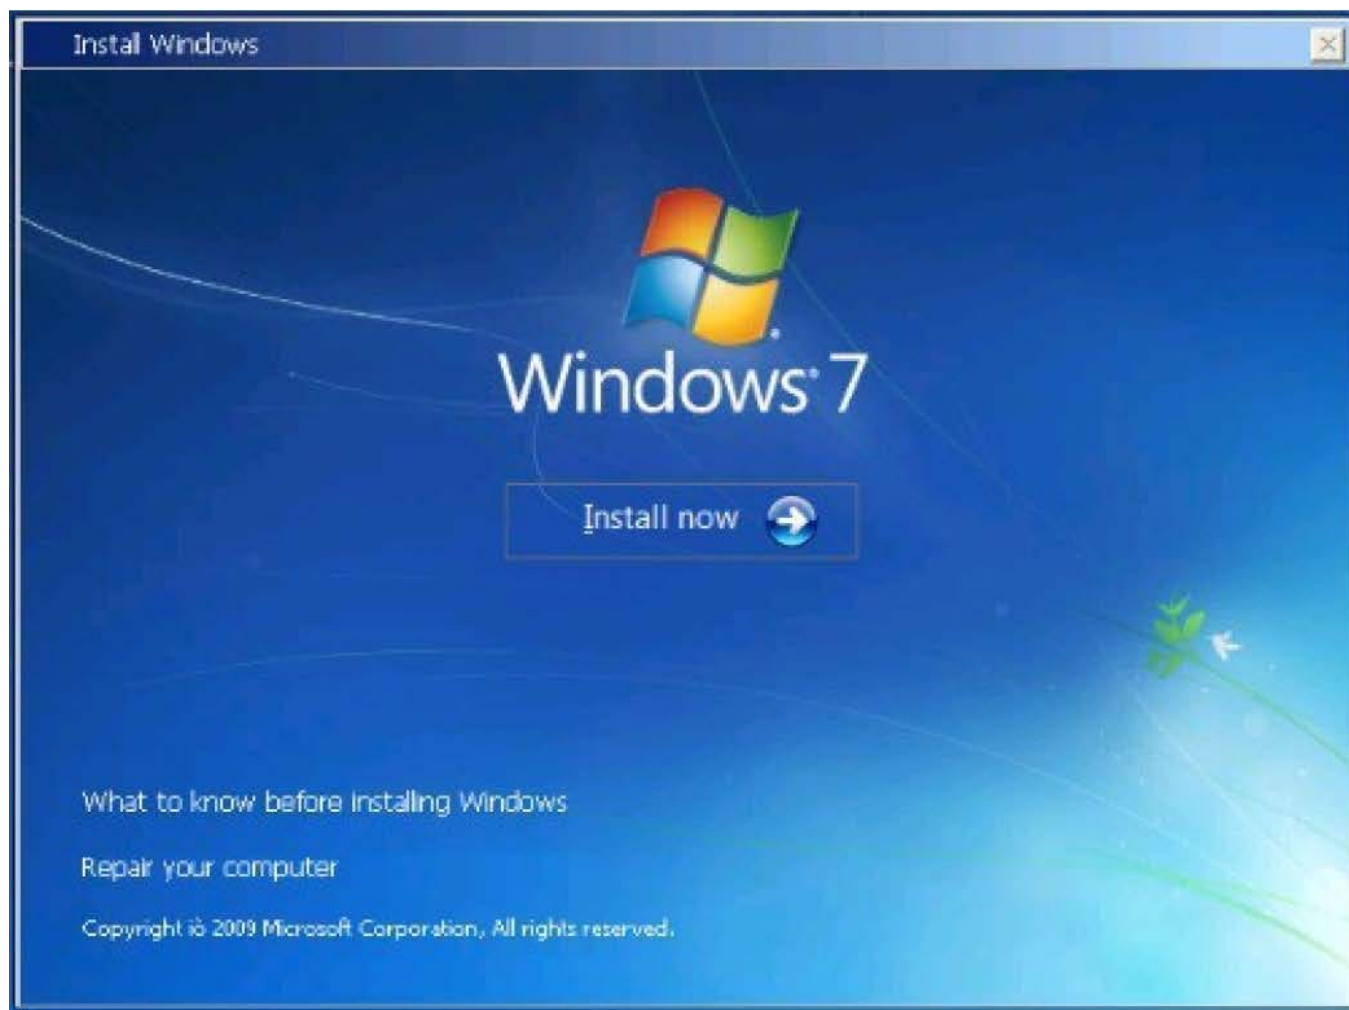 Install Windows
Windows® 7
Install now
What to know before installing Windows
Repair your computer
Copyright iò 2009 Microsoft Corporation, All rights reserved.